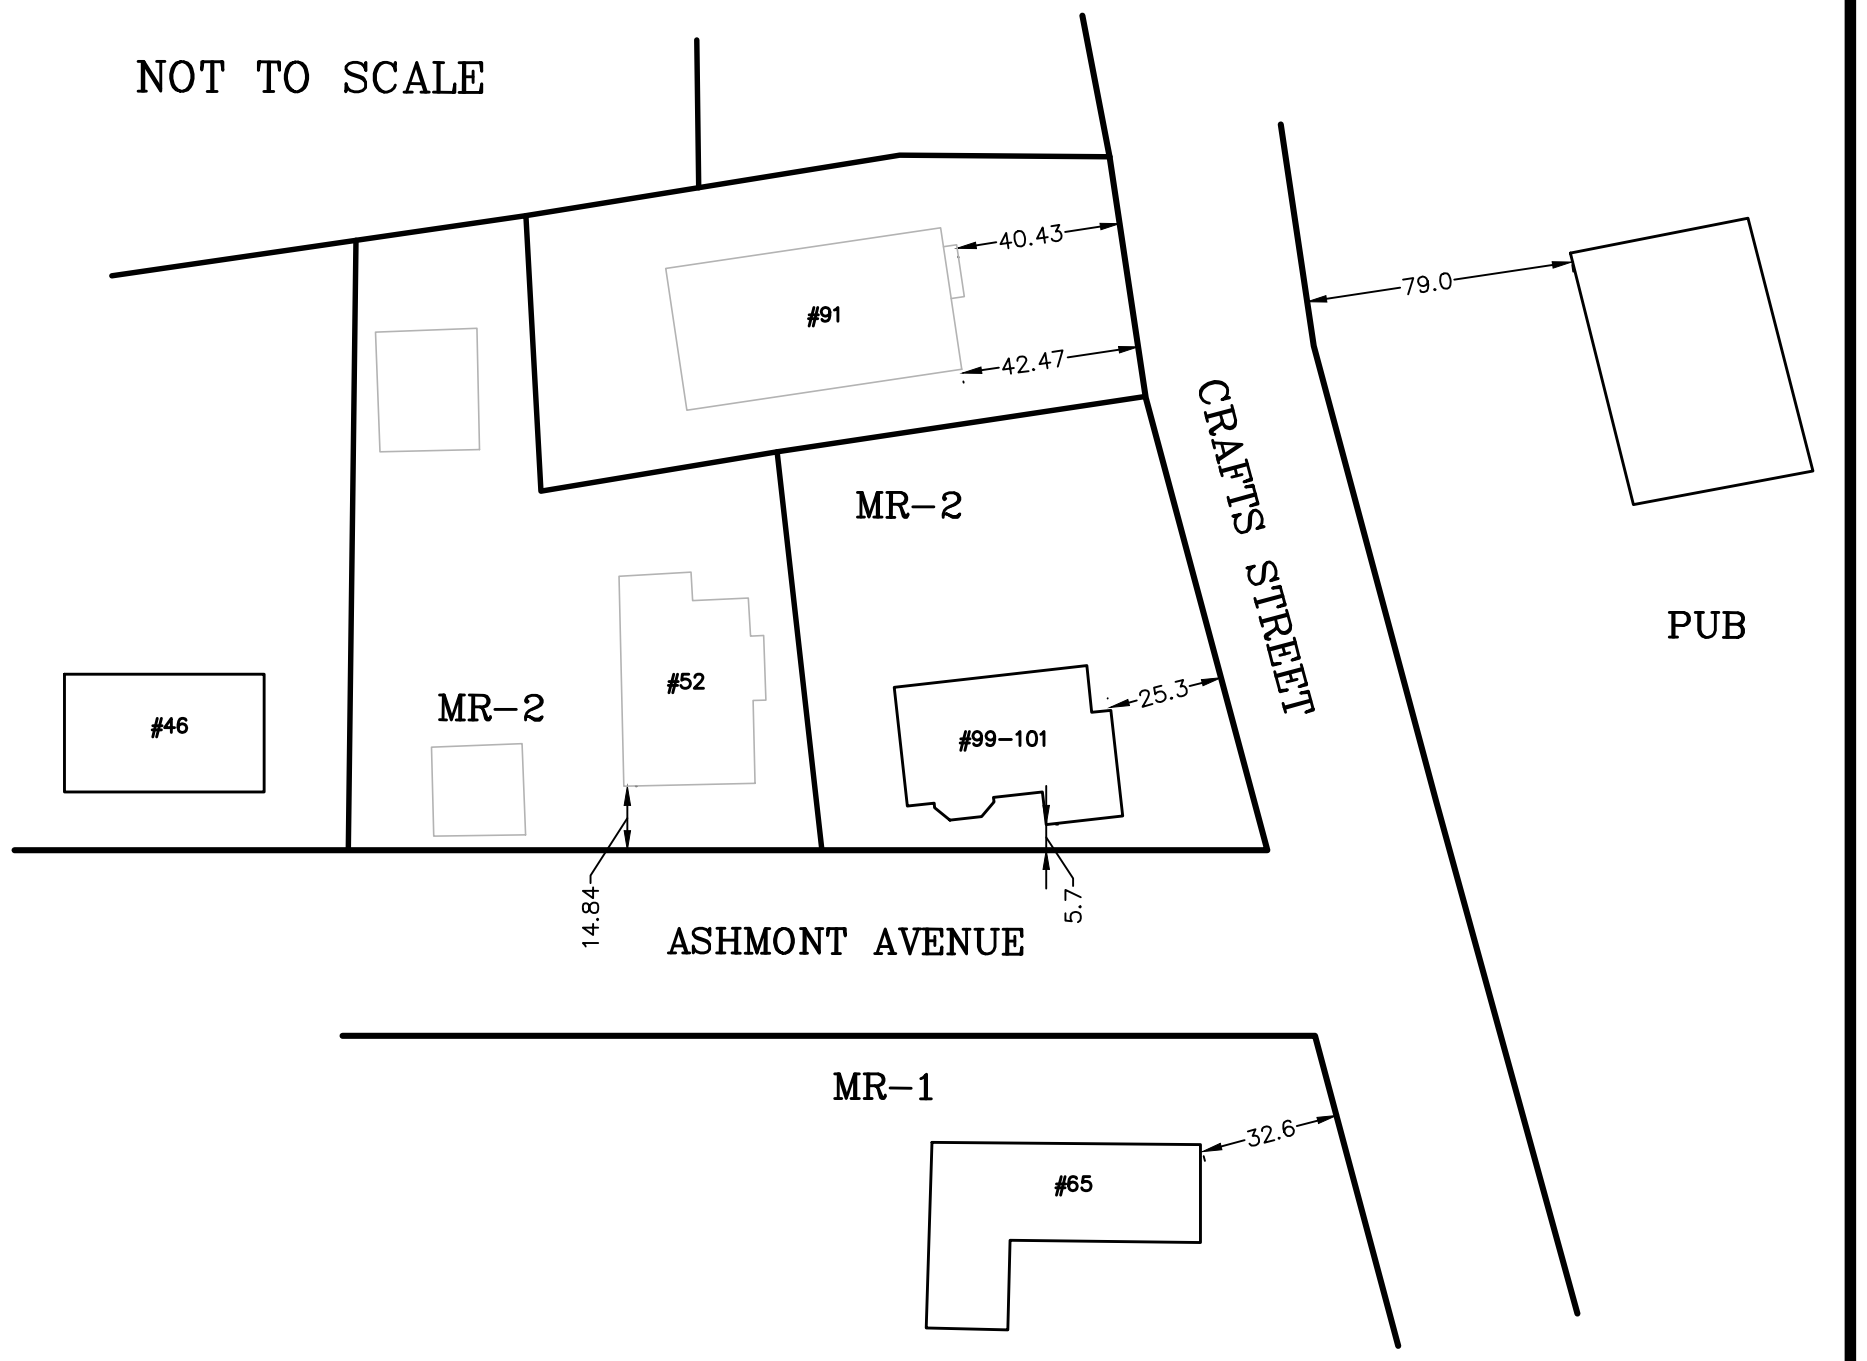 NOT TO SCALE
40.43
79.0
#91
42.47
CRAFTS STREET
MR-2
PUB
#52
25.3
MR-2
#46
#99-101
14.84
5.7
ASHMONT AVENUE
MR-1
32.6
#65